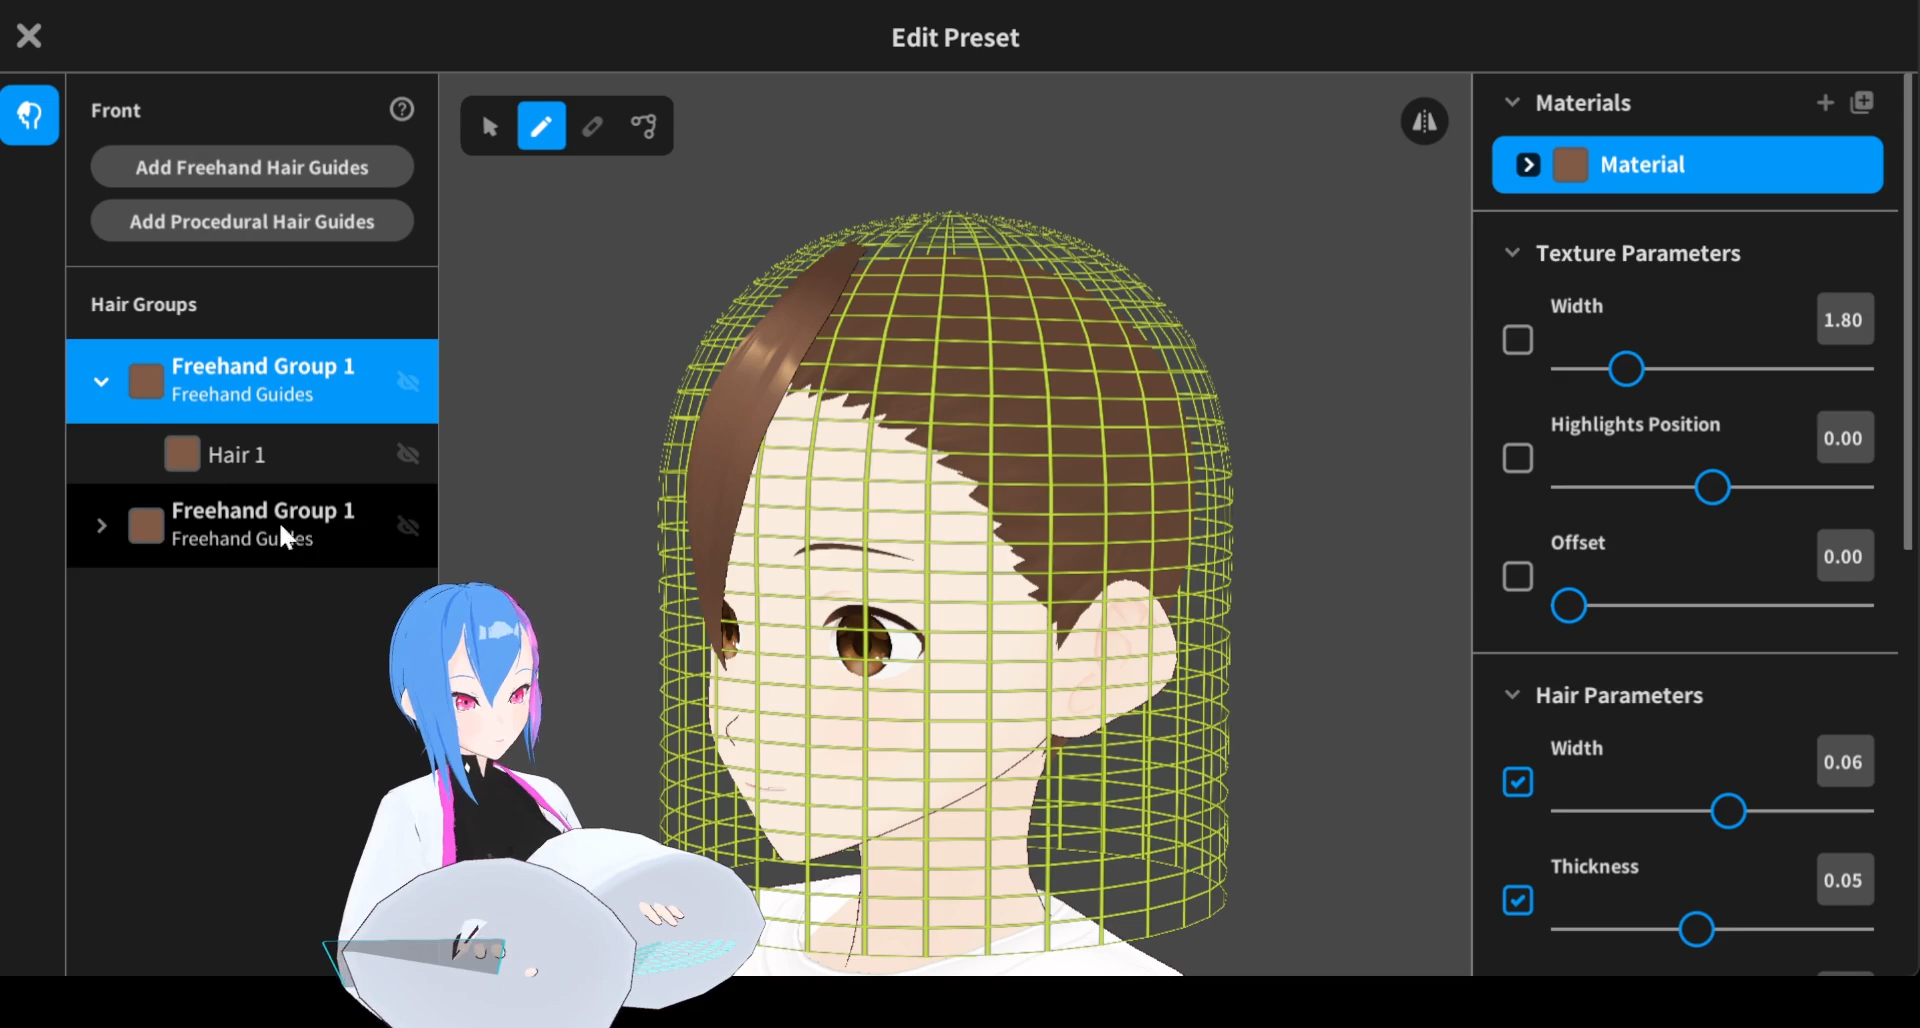 Edit Preset
Front
Add Freehand Hair Guides
Add Procedural Hair Guides
Hair Groups
Freehand Group 1
Freehand Guides
Hair 1
Freehand Group 1
Freehand Guides
Materials
Material
Texture Parameters
Width
1.80
Highlights Position
0.00
Offset
0.00
Hair Parameters
Width
0.06
Thickness
0.05